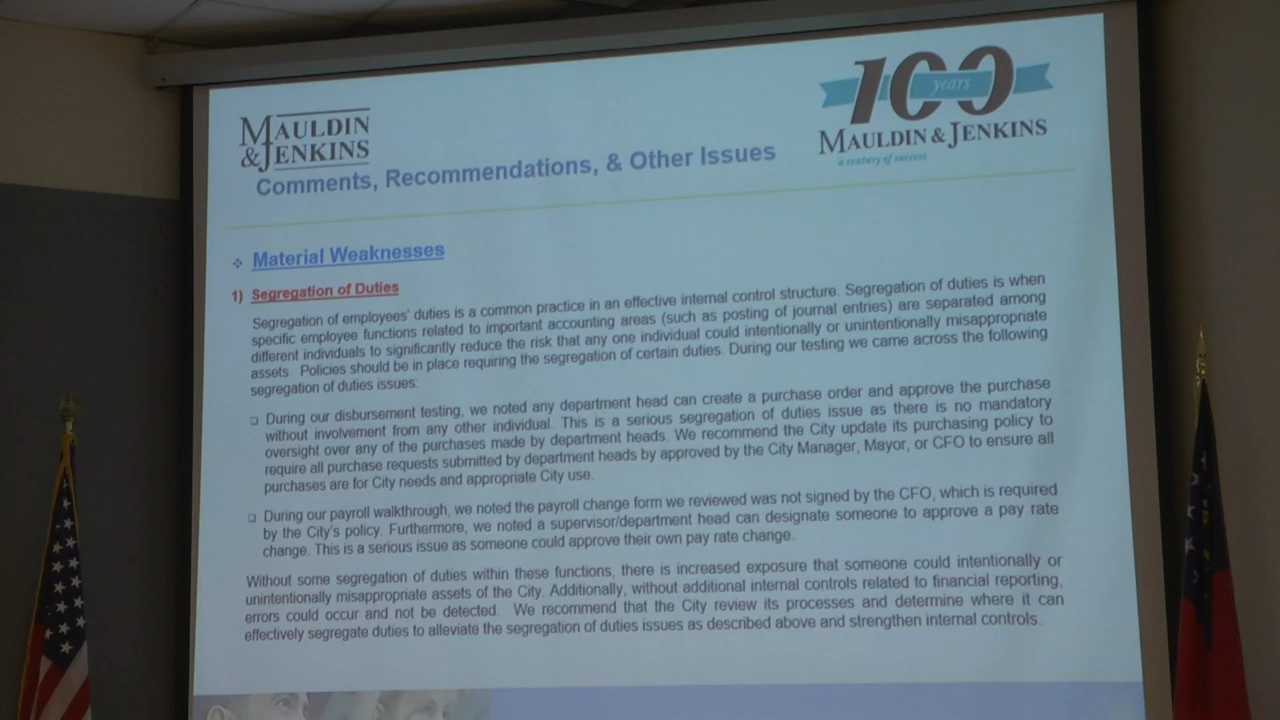 MAULDIN
& JENKINS
100
years
MAULDIN & JENKINS
a century of success
Comments, Recommendations, & Other Issues
❖ Material Weaknesses
1) Segregation of Duties
Segregation of employees' duties is a common practice in an effective internal control structure. Segregation of duties is when
specific employee functions related to important accounting areas (such as posting of journal entries) are separated among
different individuals to significantly reduce the risk that any one individual could intentionally or unintentionally misappropriate
assets. Policies should be in place requiring the segregation of certain duties. During our testing we came across the following
segregation of duties issues:
❑ During our disbursement testing, we noted any department head can create a purchase order and approve the purchase
without involvement from any other individual. This is a serious segregation of duties issue as there is no mandatory
oversight over any of the purchases made by department heads. We recommend the City update its purchasing policy to
require all purchase requests submitted by department heads by approved by the City Manager, Mayor, or CFO to ensure all
purchases are for City needs and appropriate City use.
❑ During our payroll walkthrough, we noted the payroll change form we reviewed was not signed by the CFO, which is required
by the City's policy. Furthermore, we noted a supervisor/department head can designate someone to approve a pay rate
change. This is a serious issue as someone could approve their own pay rate change.
Without some segregation of duties within these functions, there is increased exposure that someone could intentionally or
unintentionally misappropriate assets of the City. Additionally, without additional internal controls related to financial reporting,
errors could occur and not be detected. We recommend that the City review its processes and determine where it can
effectively segregate duties to alleviate the segregation of duties issues as described above and strengthen internal controls.